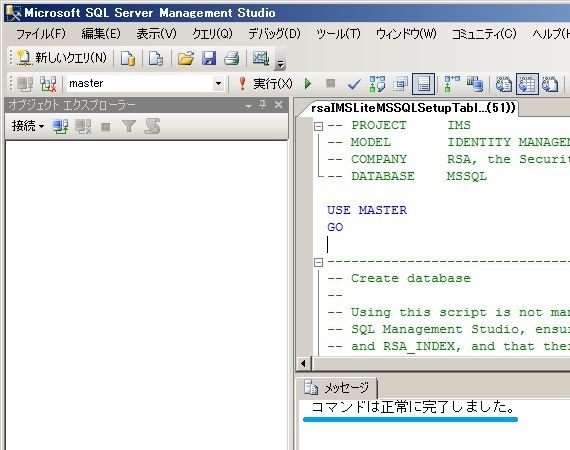 Microsoft SQL Server Management Studio
ファイル(F) 編集(E) 表示(V) クエリ(Q) デバッグ(D) ツール(T) ウィンドウ(W) コミュニティ(C) ヘルプ(
新しいクエリ(N)
master
実行(X)
オブジェクト エクスプローラー
接続
rsaIMSLiteMSSQLSetupTabl...(51))
-- PROJECT IMS
-- MODEL IDENTITY MANAGEM
-- COMPANY RSA, the Securit
-- DATABASE MSSQL
USE MASTER
GO
------------------------------
-- Create database
--
-- Using this script is not man
-- SQL Management Studio, ensur
-- and RSA_INDEX, and that ther
メッセージ
コマンドは正常に完了しました。